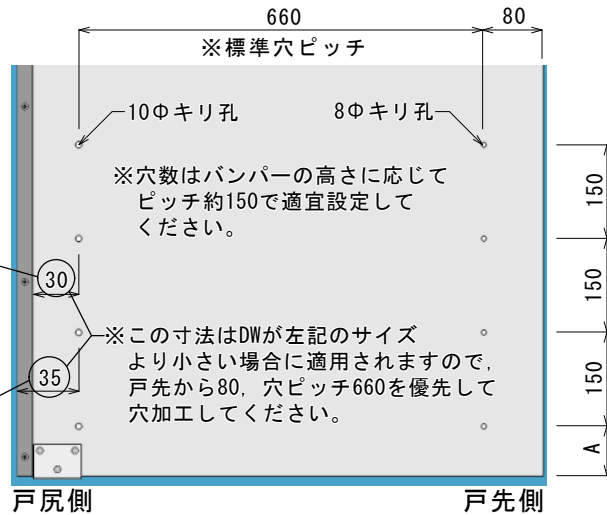 660
80
※標準穴ピッチ
10Φキリ孔
8Φキリ孔
※穴数はバンパーの高さに応じて
ピッチ約150で適宜設定して
ください。
150
150
150
A
30
35
※この寸法はDWが左記のサイズ
より小さい場合に適用されますので,
戸先から80, 穴ピッチ660を優先して
穴加工してください。
戸尻側
戸先側